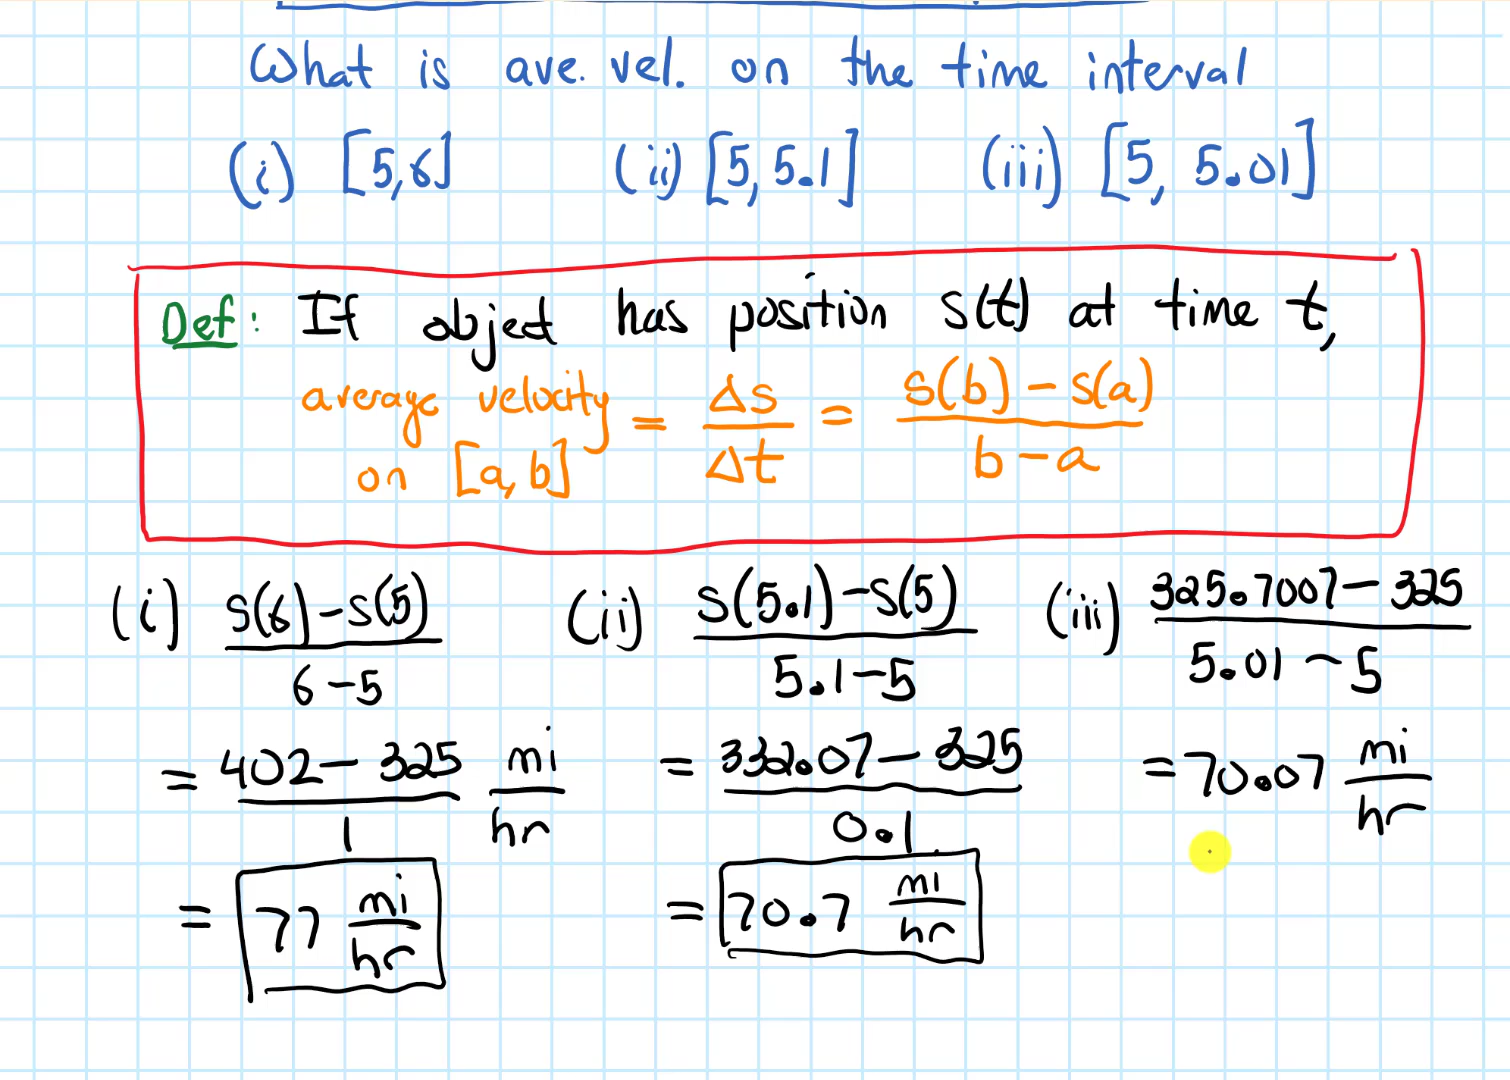 What is ave. vel. on the time interval
(i) [5,6] (ii) [5, 5.1] (iii) [5, 5.01]
Def: If object has position s(t) at time t,
average velocity on [a,b] = Δs/Δt = (s(b) - s(a))/(b - a)
(i) (s(6) - s(5))/(6 - 5) (ii) (s(5.1) - s(5))/(5.1 - 5) (iii) (325.7007 - 325)/(5.01 - 5)
= (402 - 325)/1 mi/hr = (332.07 - 325)/0.1 = 70.07 mi/hr
= 77 mi/hr = 70.7 mi/hr